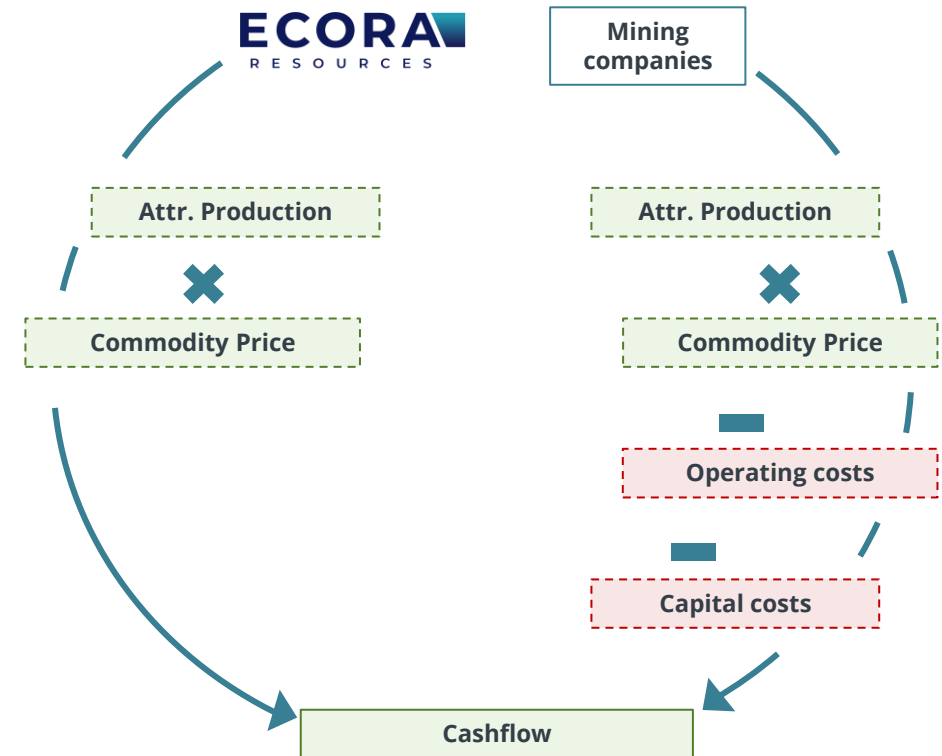 ECORA
RESOURCES
Mining
companies
Attr. Production
Attr. Production
Commodity Price
Commodity Price
Operating costs
Capital costs
Cashflow